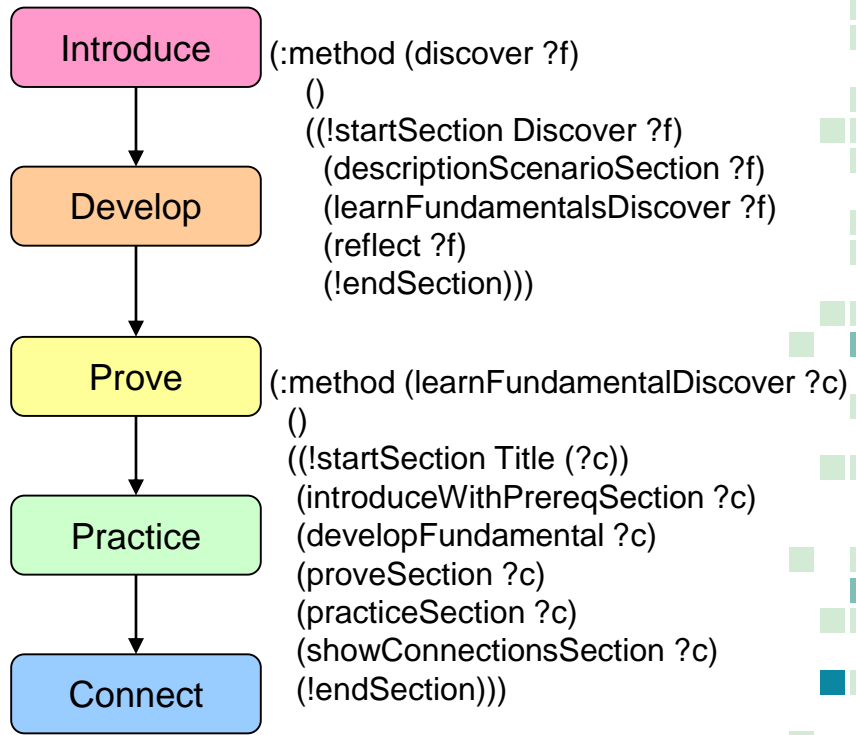 Introduce
Develop
Prove
Practice
Connect
(:method (discover ?f)
()
((!startSection Discover ?f)
(descriptionScenarioSection ?f)
(learnFundamentalsDiscover ?f)
(reflect ?f)
(!endSection)))
(:method (learnFundamentalDiscover ?c)
()
((!startSection Title (?c))
(introduceWithPrereqSection ?c)
(developFundamental ?c)
(proveSection ?c)
(practiceSection ?c)
(showConnectionsSection ?c)
(!endSection)))